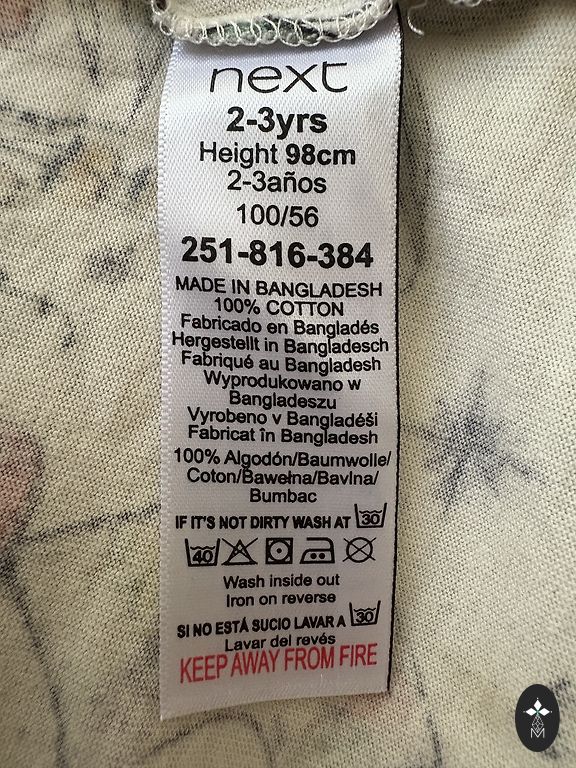 next
2-3yrs
Height 98cm
2-3años
100/56
251-816-384
MADE IN BANGLADESH
100% COTTON
Fabricado en Bangladés
Hergestellt in Bangladesch
Fabriqué au Bangladesh
Wyprodukowano w
Bangladeszu
Vyrobeno v Bangladéši
Fabricat în Bangladesh
100% Algodón/Baumwolle/
Coton/Bawełna/Bavlna/
Bumbac
IF IT'S NOT DIRTY WASH AT 30
40
Wash inside out
Iron on reverse
SI NO ESTÁ SUCIO LAVAR A 30
Lavar del revés
KEEP AWAY FROM FIRE